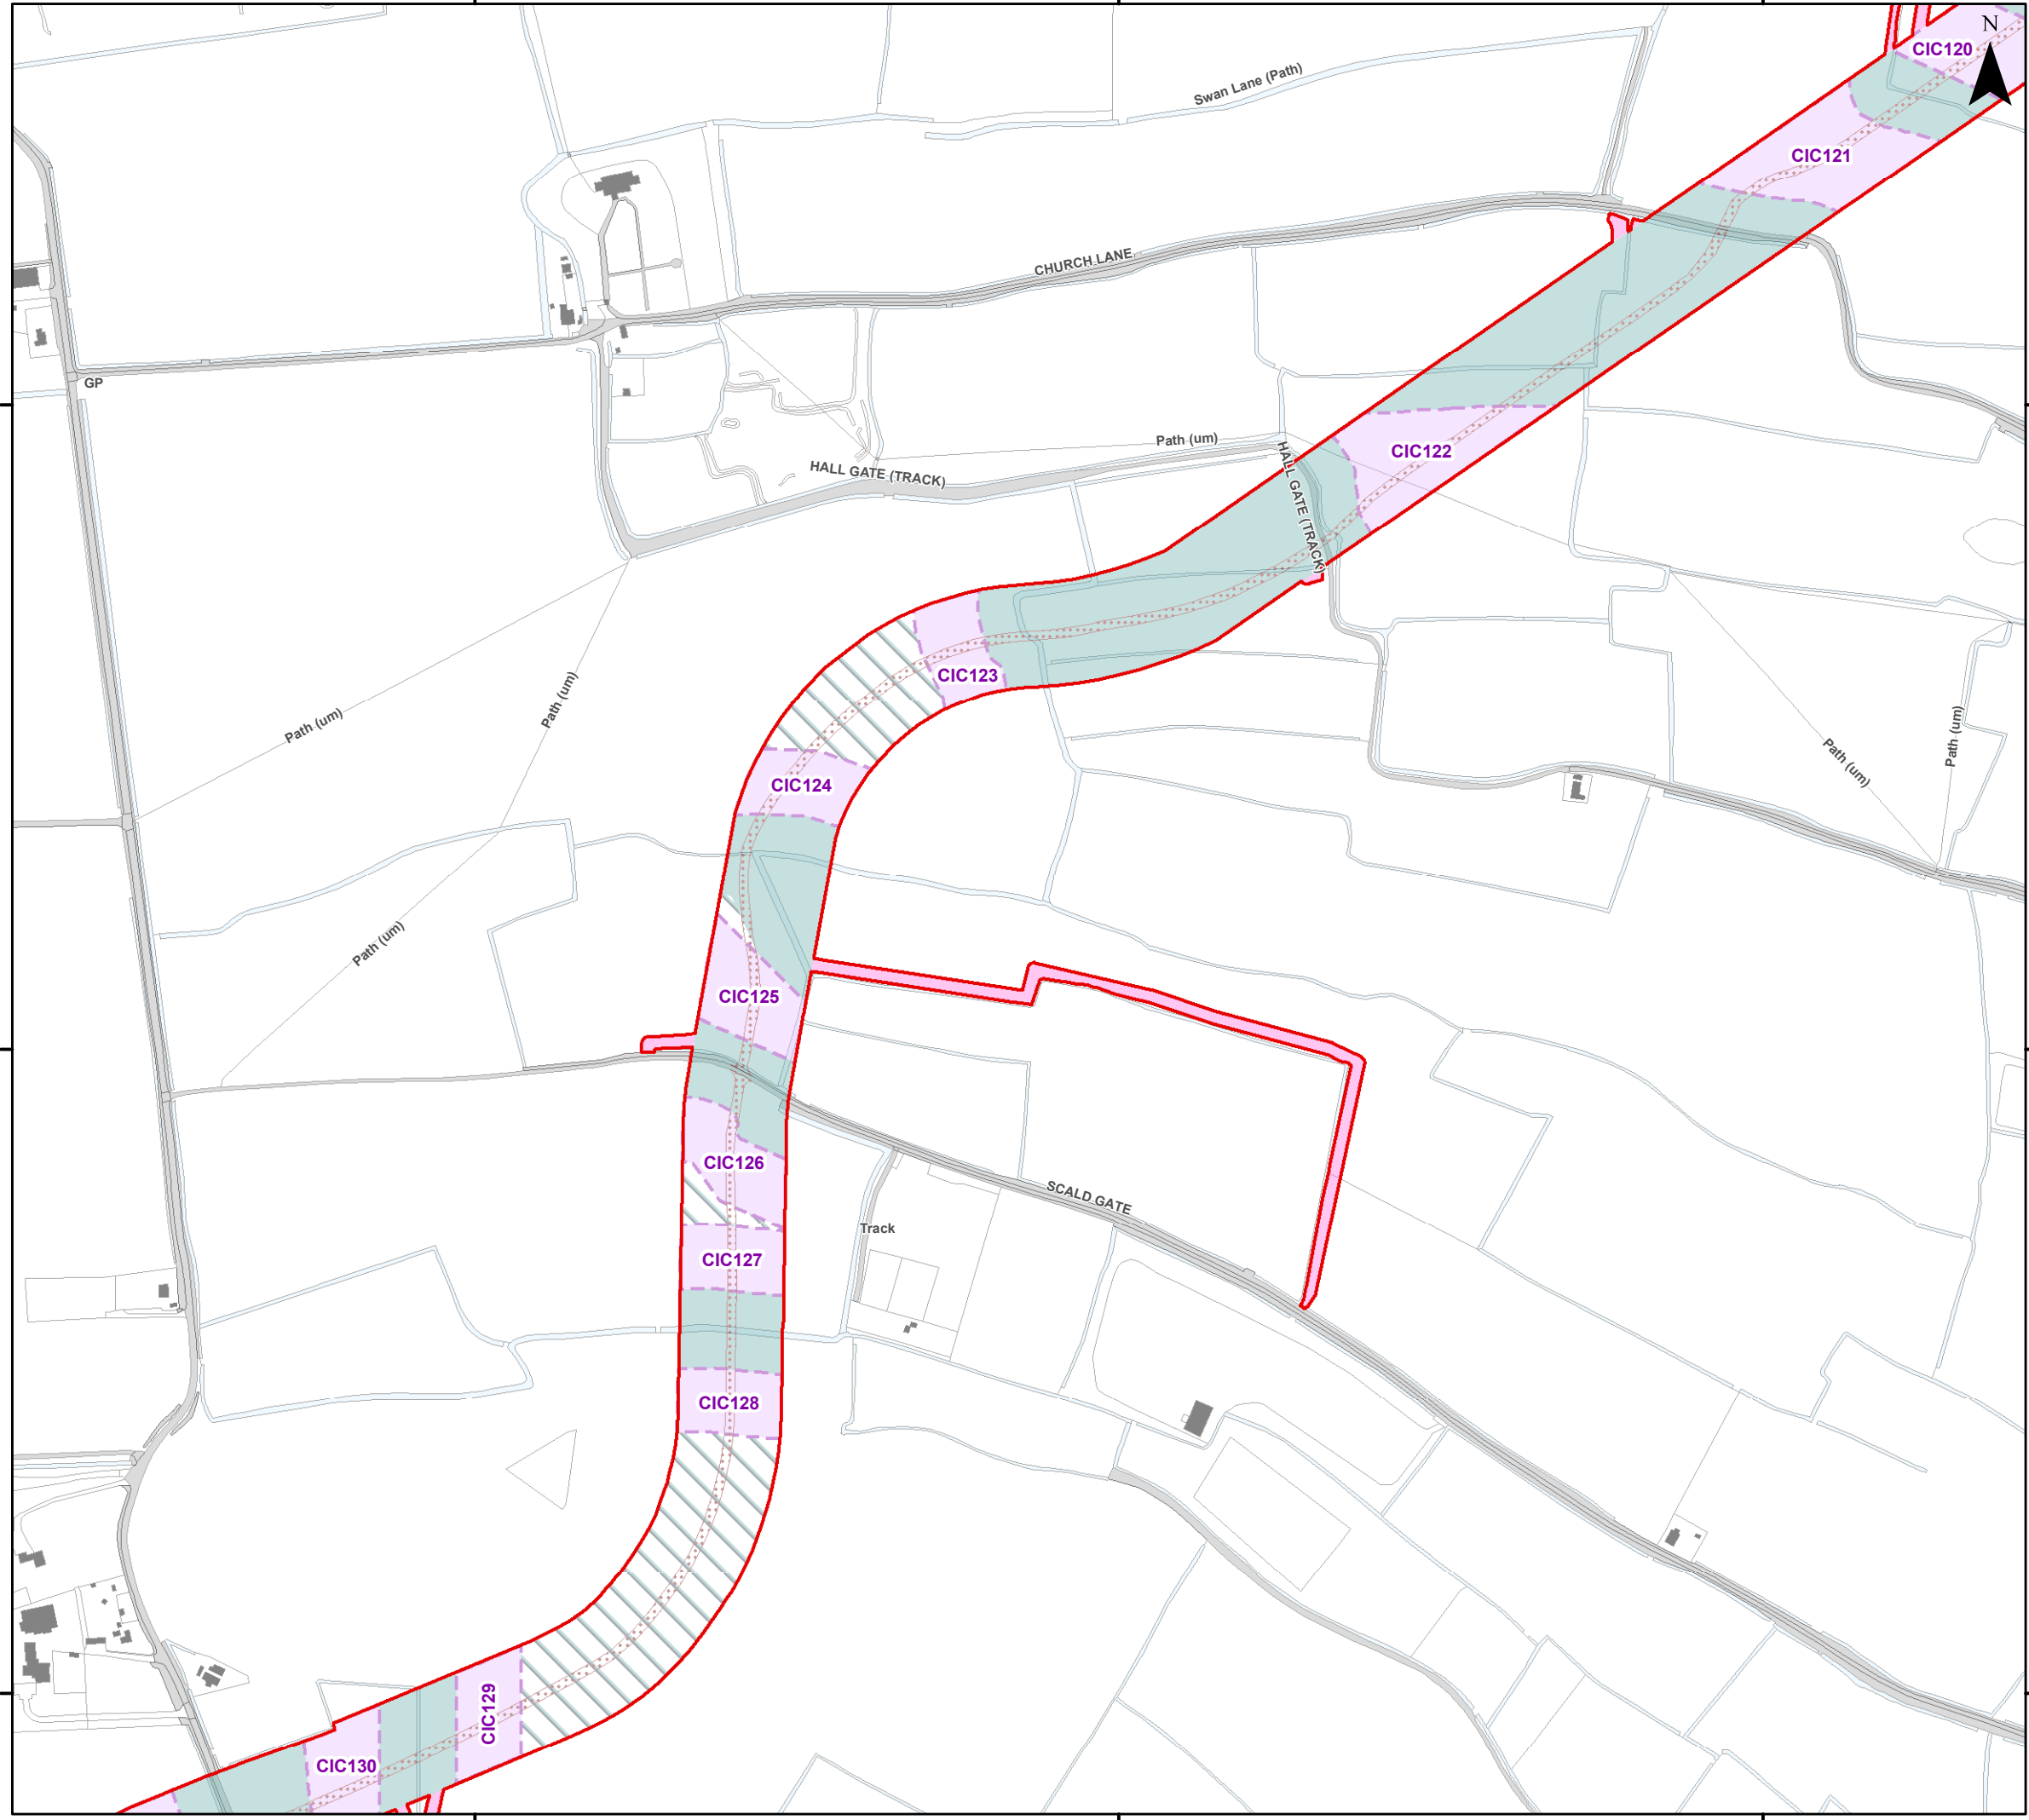 N
CIC120
Swan Lane (Path)
CIC121
CHURCH LANE
GP
Path (um)
CIC122
HALL GATE (TRACK)
HALL GATE (TRACK)
CIC123
Path (um)
Path (um)
Path (um)
Path (um)
CIC124
Path (um)
CIC125
CIC126
SCALD GATE
Track
CIC127
CIC128
CIC129
CIC130